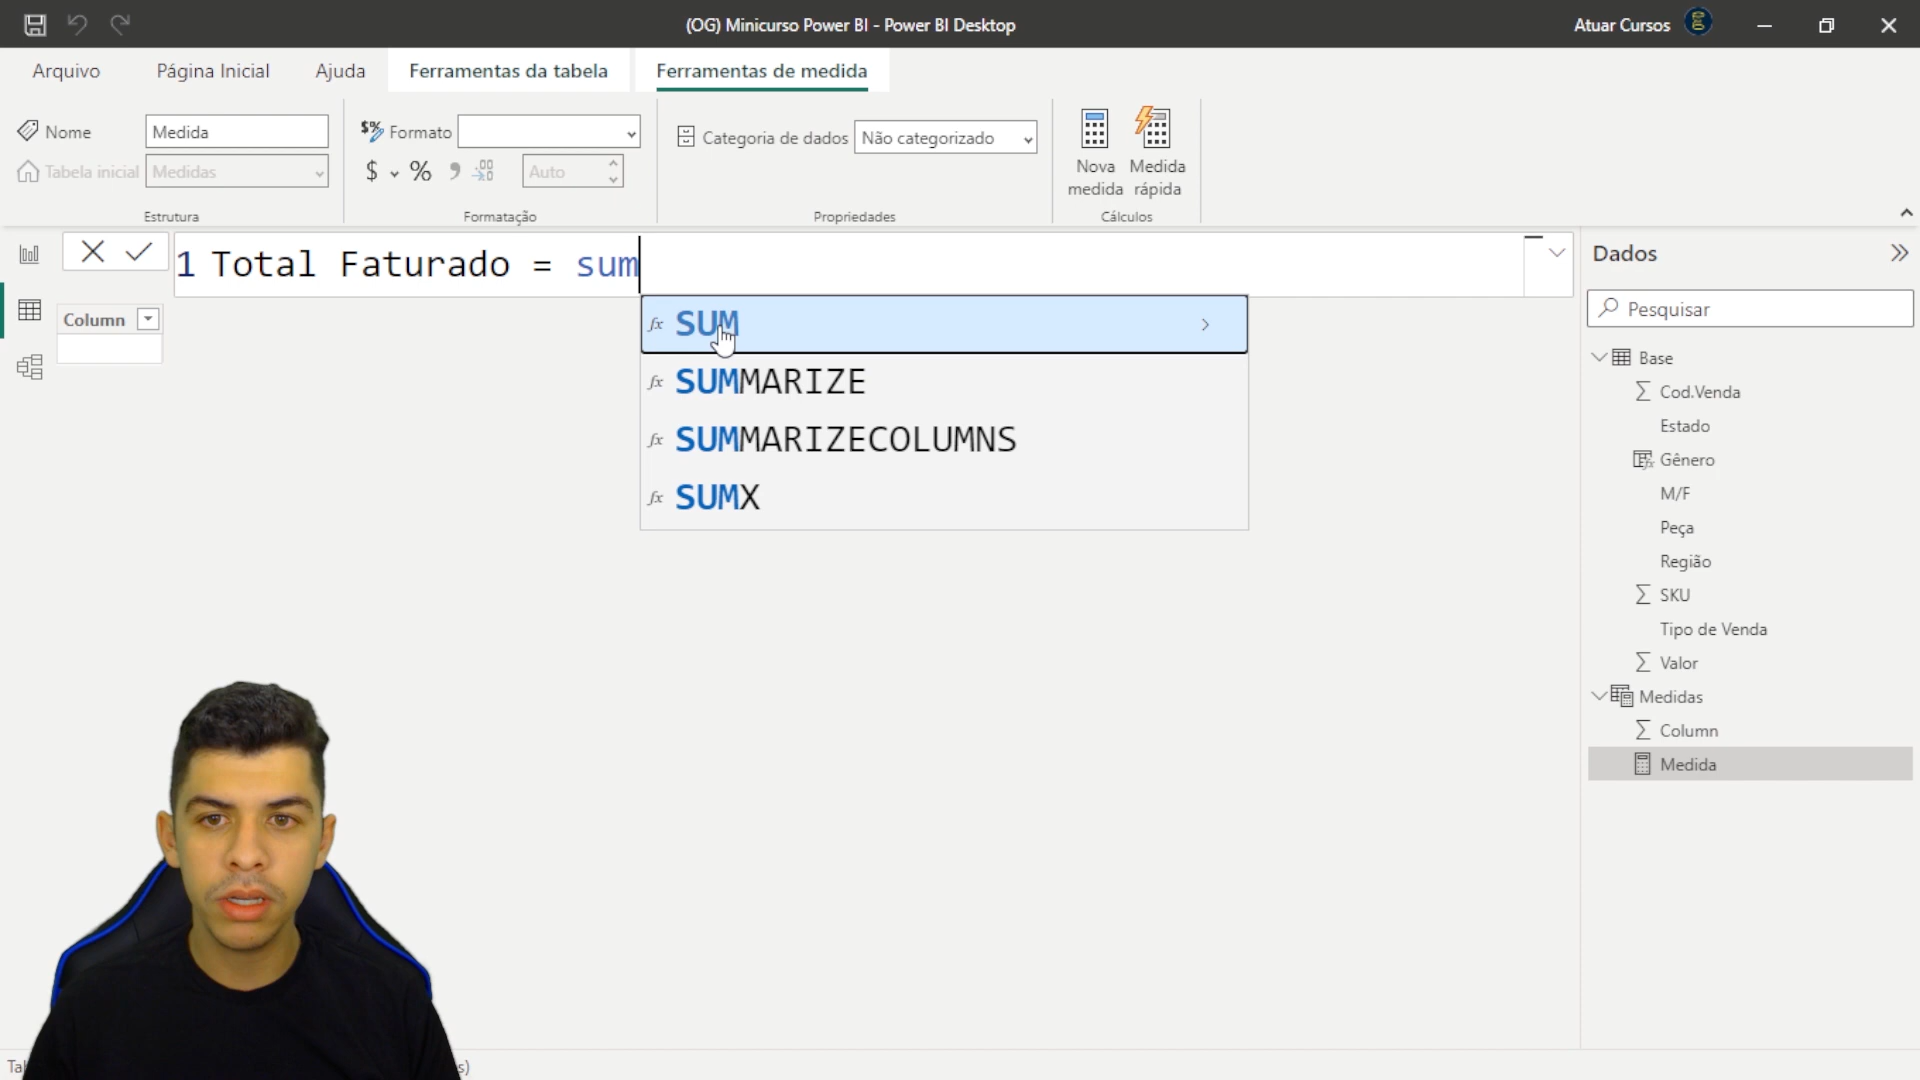 (OG) Minicurso Power BI - Power BI Desktop
Atuar Cursos
Arquivo
Página Inicial
Ajuda
Ferramentas da tabela
Ferramentas de medida
Nome
Medida
Formato
Categoria de dados
Não categorizado
Tabela inicial
Medidas
$
%
Auto
Nova
medida
Medida
rápida
Estrutura
Formatação
Propriedades
Cálculos
1 Total Faturado = sum
Column
SUM
SUMMARIZE
SUMMARIZECOLUMNS
SUMX
Dados
Pesquisar
Base
Cod.Venda
Estado
Gênero
M/F
Peça
Região
SKU
Tipo de Venda
Valor
Medidas
Column
Medida